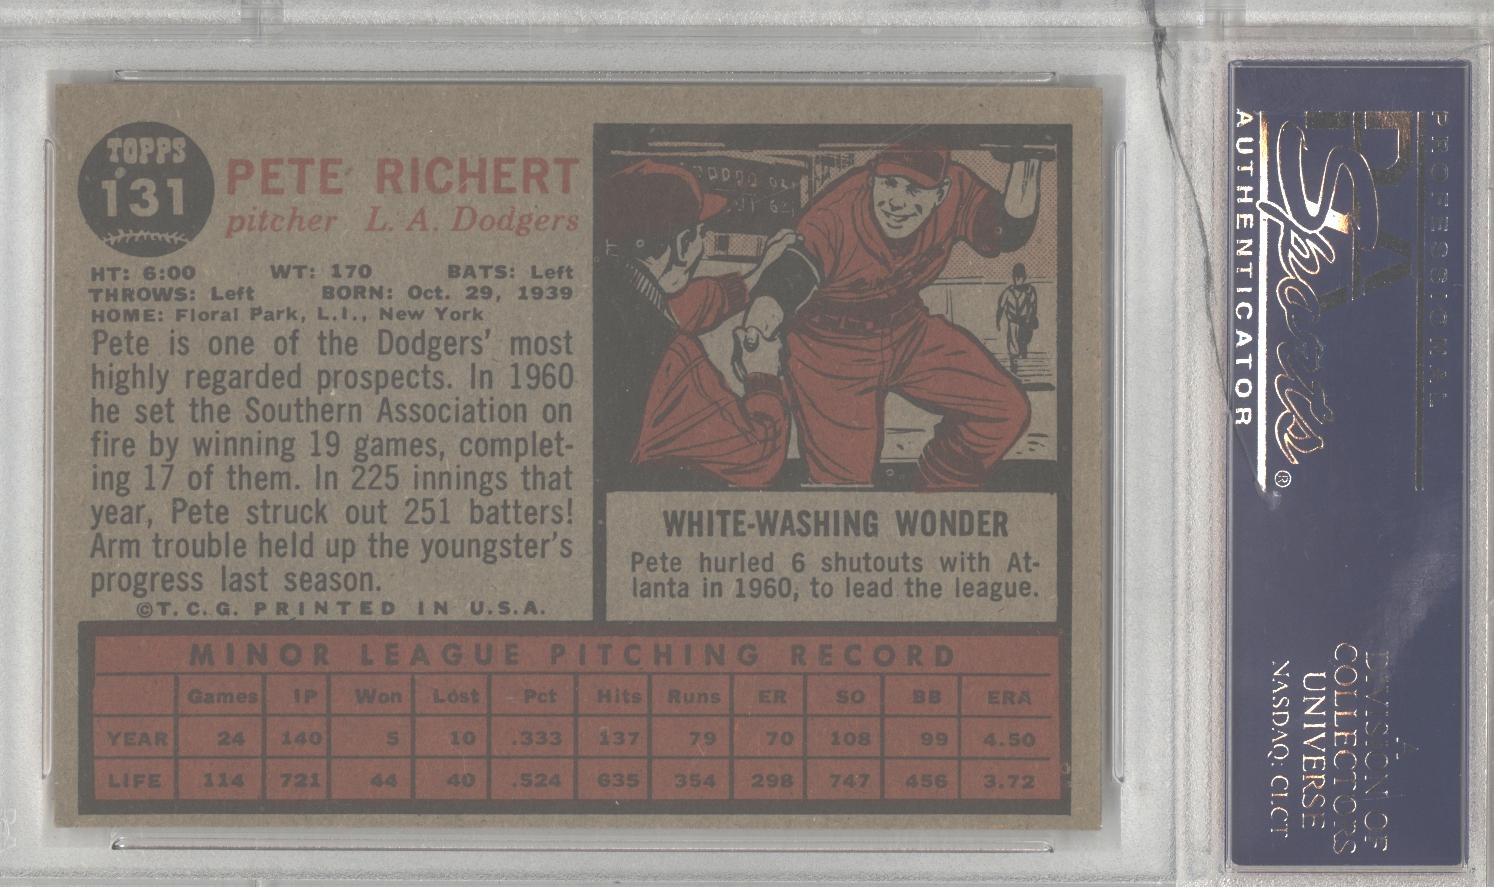 TOPPS
131
PETE RICHERT
pitcher L. A. Dodgers
HT: 6:00 WT: 170 BATS: Left
THROWS: Left BORN: Oct. 29, 1939
HOME: Floral Park, L.I., New York
Pete is one of the Dodgers' most
highly regarded prospects. In 1960
he set the Southern Association on
fire by winning 19 games, complet-
ing 17 of them. In 225 innings that
year, Pete struck out 251 batters!
Arm trouble held up the youngster's
progress last season.
©T.C.G. PRINTED IN U.S.A.
WHITE-WASHING WONDER
Pete hurled 6 shutouts with At-
lanta in 1960, to lead the league.
MINOR LEAGUE PITCHING RECORD
Games IP Won Lost Pct Hits Runs ER SO BB ERA
YEAR 24 140 5 10 .333 137 79 70 108 99 4.50
LIFE 114 721 44 40 .524 635 354 298 747 456 3.72
PROFESSIONAL
PSA
Sports
AUTHENTICATOR
®
A
DIVISION OF
COLLECTORS
UNIVERSE
NASDAQ: CLCT